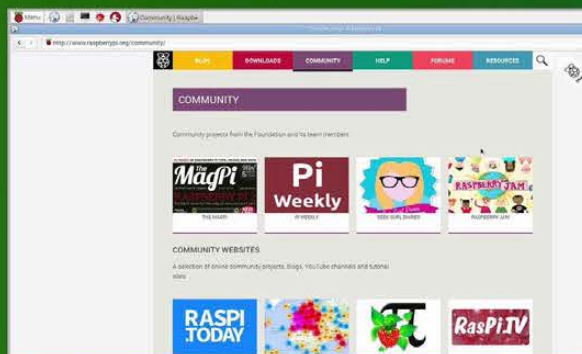 Menu
Community | Raspbe
http://www.raspberrypi.org/community/
BLOG
DOWNLOADS
COMMUNITY
HELP
FORUMS
RESOURCES
COMMUNITY
Community projects from the Foundation and its team members
The MagPi
Pi Weekly
RASPBERRY JAM
THE MAGPI
PI WEEKLY
GEEK GURL DIARIES
RASPBERRY JAM
COMMUNITY WEBSITES
A selection of online community projects, blogs, YouTube channels and tutorial
sites
RASPI
.TODAY
RasPi.TV